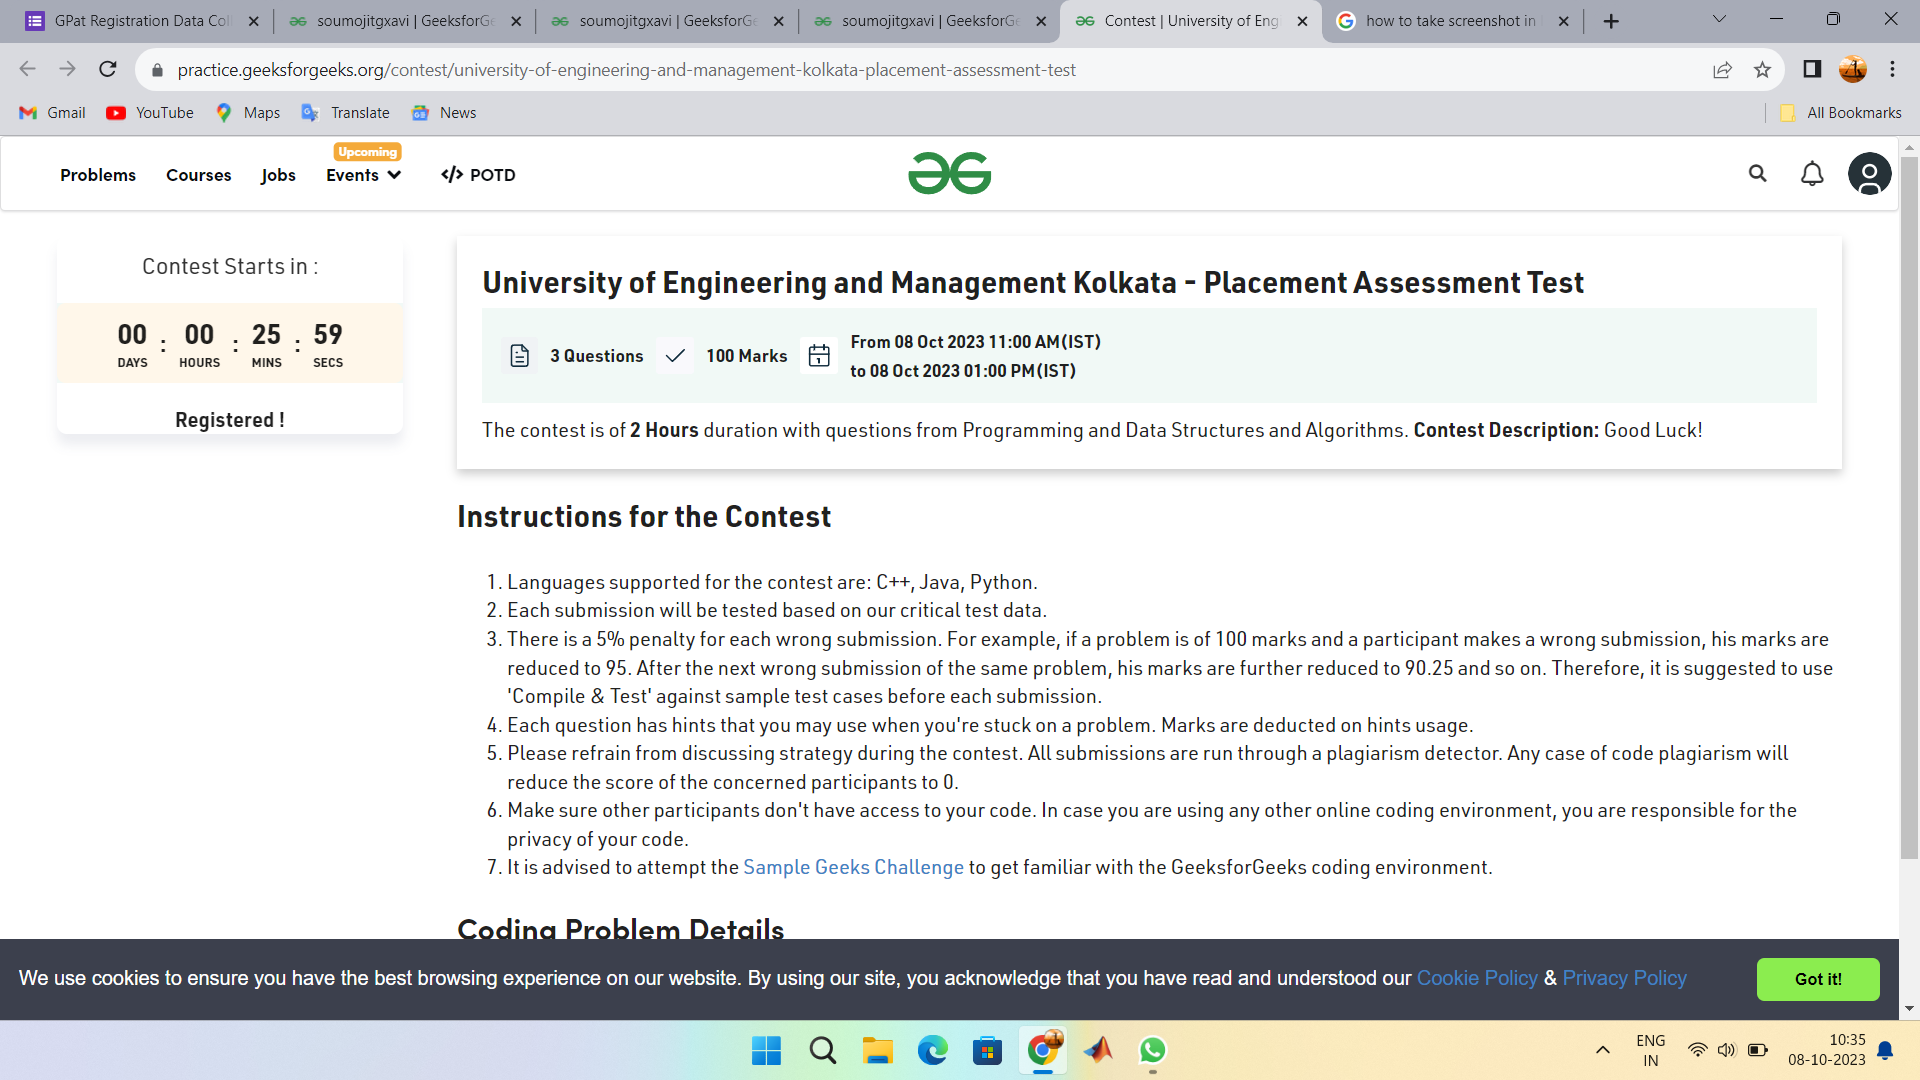 GPat Registration Data Col
soumojitgxavi | GeeksforGe
soumojitgxavi | GeeksforGe
soumojitgxavi | GeeksforGe
Contest | University of Eng
how to take screenshot in
practice.geeksforgeeks.org/contest/university-of-engineering-and-management-kolkata-placement-assessment-test
Gmail
YouTube
Maps
Translate
News
All Bookmarks
Problems
Courses
Jobs
Upcoming
Events
</> POTD
Contest Starts in :
00 : 00 : 25 : 59
DAYS HOURS MINS SECS
Registered !
University of Engineering and Management Kolkata - Placement Assessment Test
3 Questions
100 Marks
From 08 Oct 2023 11:00 AM(IST)
to 08 Oct 2023 01:00 PM(IST)
The contest is of 2 Hours duration with questions from Programming and Data Structures and Algorithms. Contest Description: Good Luck!
Instructions for the Contest
1. Languages supported for the contest are: C++, Java, Python.
2. Each submission will be tested based on our critical test data.
3. There is a 5% penalty for each wrong submission. For example, if a problem is of 100 marks and a participant makes a wrong submission, his marks are
reduced to 95. After the next wrong submission of the same problem, his marks are further reduced to 90.25 and so on. Therefore, it is suggested to use
'Compile & Test' against sample test cases before each submission.
4. Each question has hints that you may use when you're stuck on a problem. Marks are deducted on hints usage.
5. Please refrain from discussing strategy during the contest. All submissions are run through a plagiarism detector. Any case of code plagiarism will
reduce the score of the concerned participants to 0.
6. Make sure other participants don't have access to your code. In case you are using any other online coding environment, you are responsible for the
privacy of your code.
7. It is advised to attempt the Sample Geeks Challenge to get familiar with the GeeksforGeeks coding environment.
Coding Problem Details
We use cookies to ensure you have the best browsing experience on our website. By using our site, you acknowledge that you have read and understood our Cookie Policy & Privacy Policy
Got it!
ENG
IN
10:35
08-10-2023